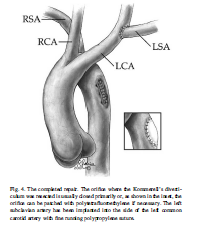 RSA
RCA
LSA
LCA
Fig. 4. The completed repair. The orifice where the Kommerell's diverti-
culum was resected is usually closed primarily or, as shown in the inset, the
orifice can be patched with polytetrafluoroethylene if necessary. The left
subclavian artery has been implanted into the side of the left common
carotid artery with fine running polypropylene suture.